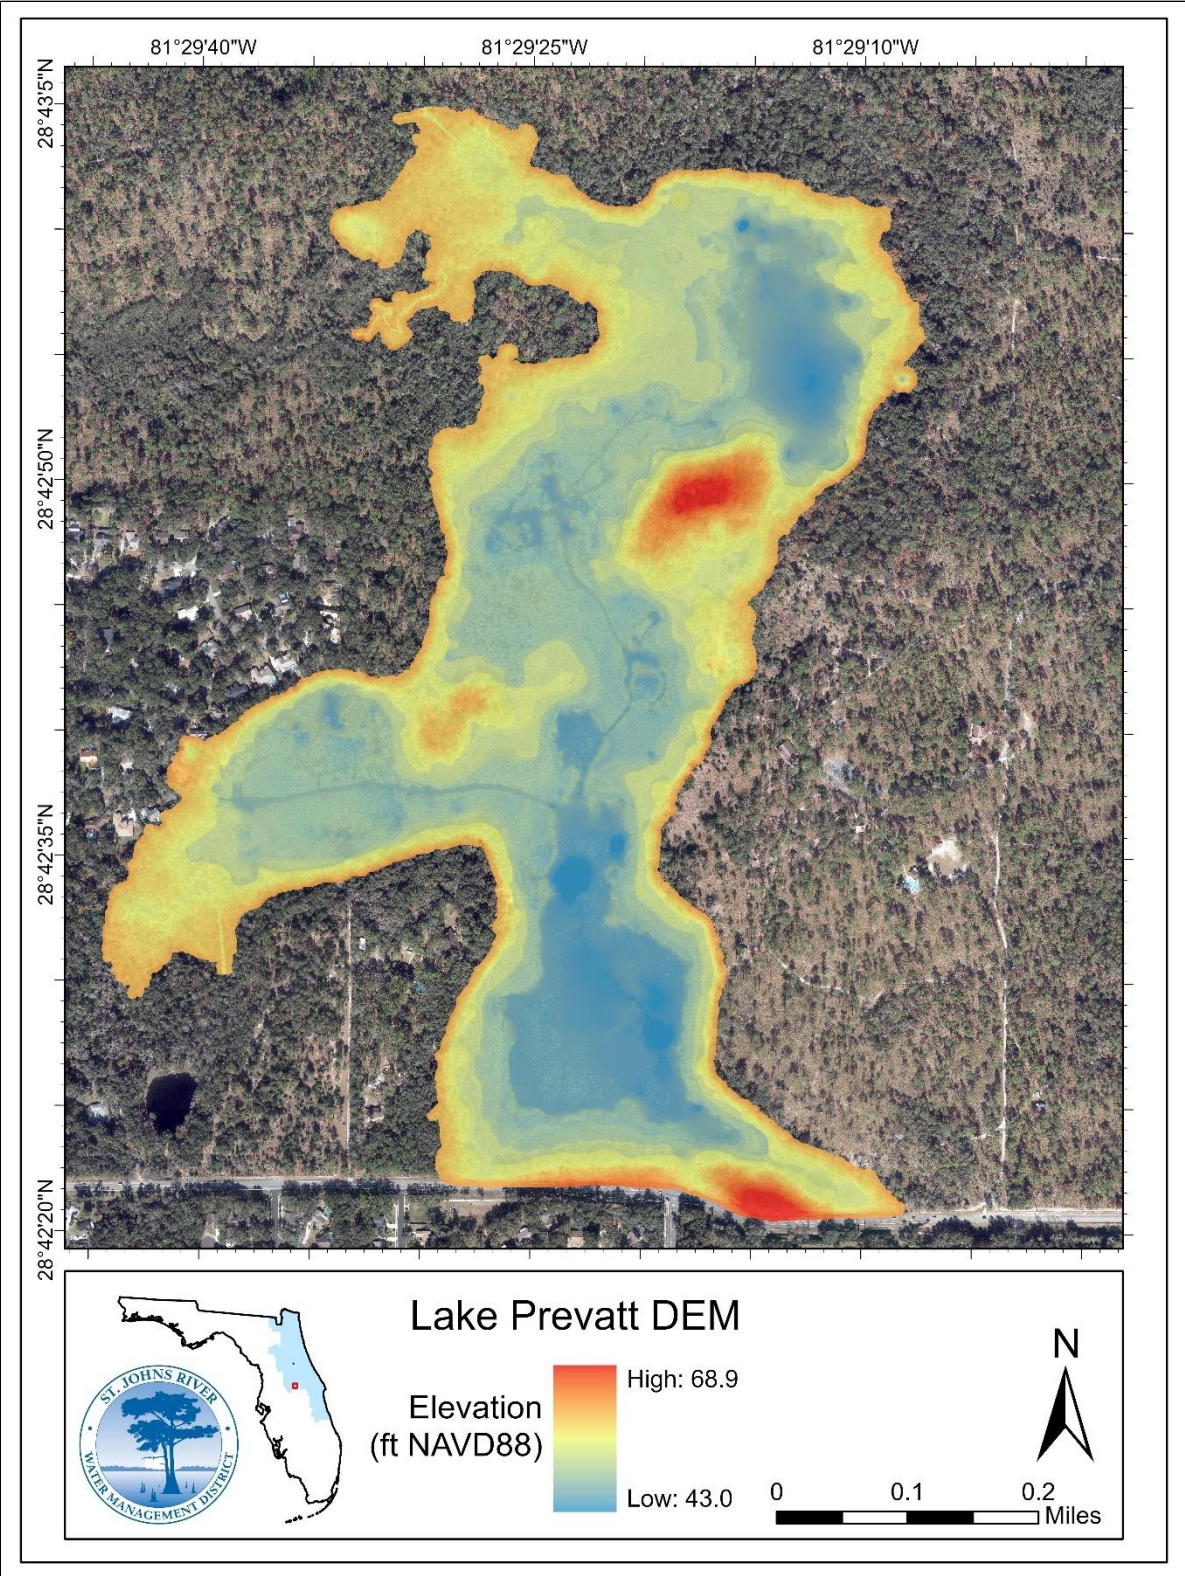 81°29'40"W 81°29'25"W 81°29'10"W
28°43'5"N
28°42'50"N
28°42'35"N
28°42'20"N
Lake Prevatt DEM
N
Elevation
(ft NAVD88)
High: 68.9
Low: 43.0
0 0.1 0.2
Miles
ST. JOHNS RIVER
WATER MANAGEMENT DISTRICT